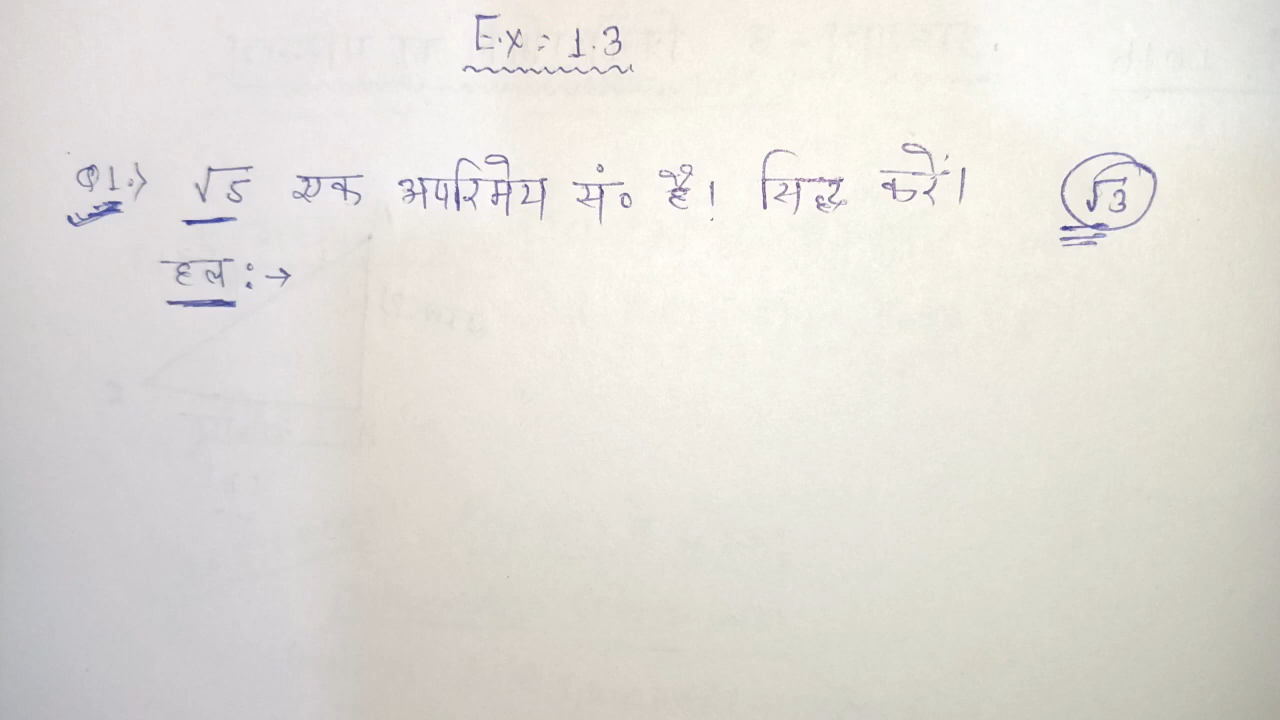 Ex: 1.3
Q1.> √5 एक अपरिमेय सं० है। सिद्ध करें। √3
हल :→